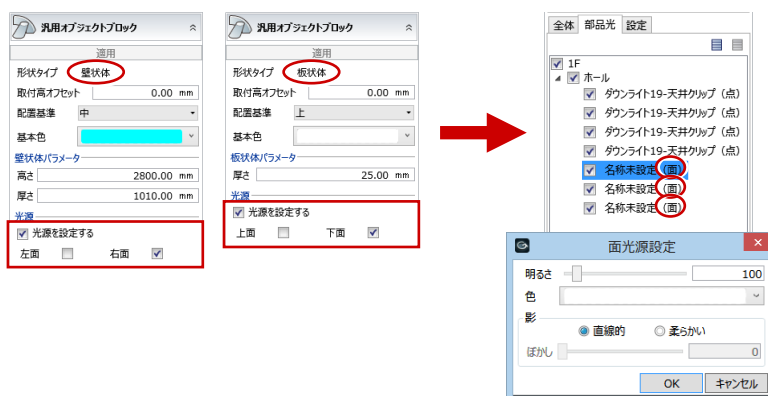 汎用オブジェクトブロック
適用
形状タイプ 壁状体
取付高オフセット 0.00 mm
配置基準 中
基本色
壁状体パラメータ
高さ 2800.00 mm
厚さ 1010.00 mm
光源
光源を設定する
左面 右面
汎用オブジェクトブロック
適用
形状タイプ 板状体
取付高オフセット 0.00 mm
配置基準 上
基本色
板状体パラメータ
厚さ 25.00 mm
光源
光源を設定する
上面 下面
全体 部品光 設定
1F
ホール
ダウンライト19-天井クリップ (点)
ダウンライト19-天井クリップ (点)
ダウンライト19-天井クリップ (点)
ダウンライト19-天井クリップ (点)
名称未設定 (面)
名称未設定 (面)
名称未設定 (面)
面光源設定
明るさ 100
色
影
直線的 柔らかい
ぼかし 0
OK キャンセル